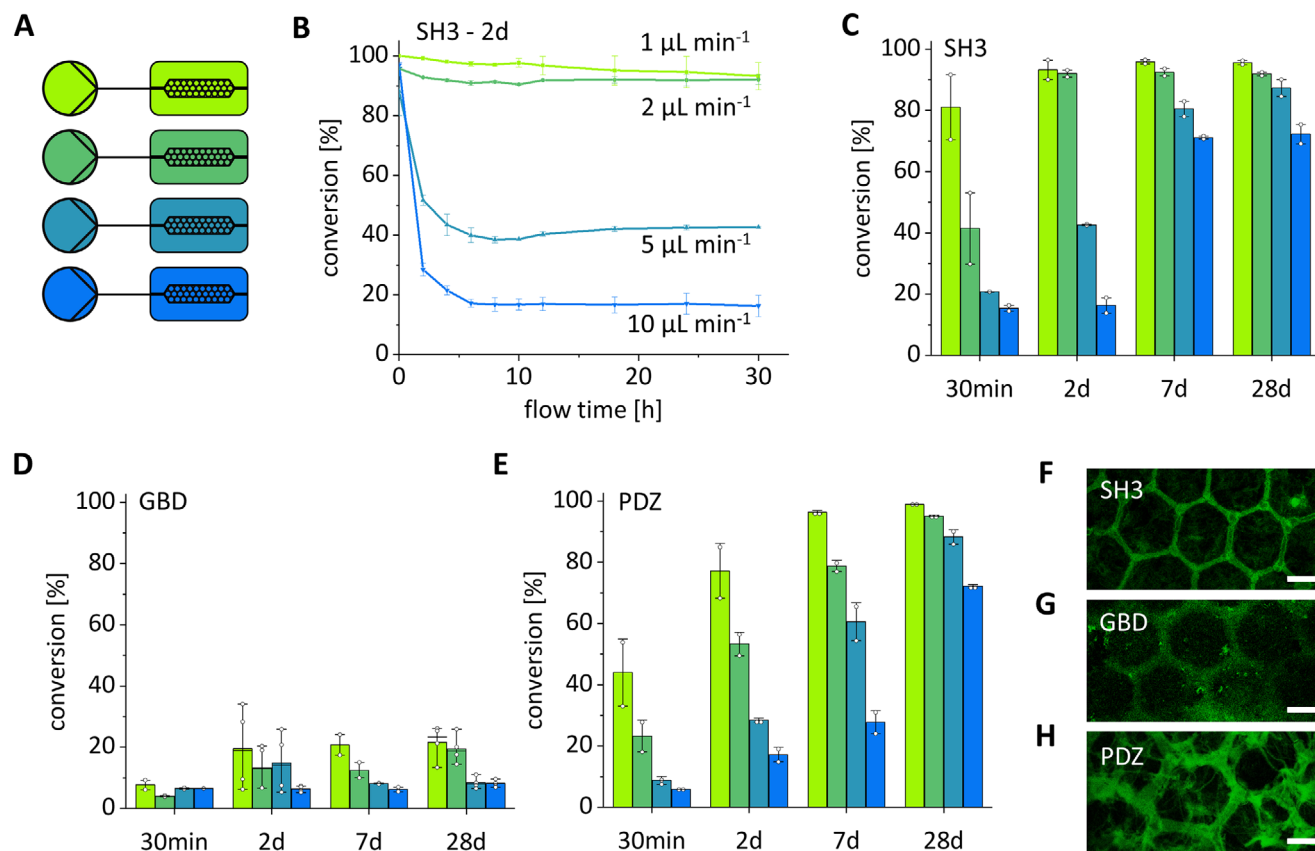 A
B
SH3 - 2d
1 µL min⁻¹
2 µL min⁻¹
5 µL min⁻¹
10 µL min⁻¹
conversion [%]
100
80
60
40
20
0
0
10
20
30
flow time [h]
C
SH3
conversion [%]
100
80
60
40
20
0
30min
2d
7d
28d
D
GBD
conversion [%]
100
80
60
40
20
0
30min
2d
7d
28d
E
PDZ
conversion [%]
100
80
60
40
20
0
30min
2d
7d
28d
F
SH3
G
GBD
H
PDZ